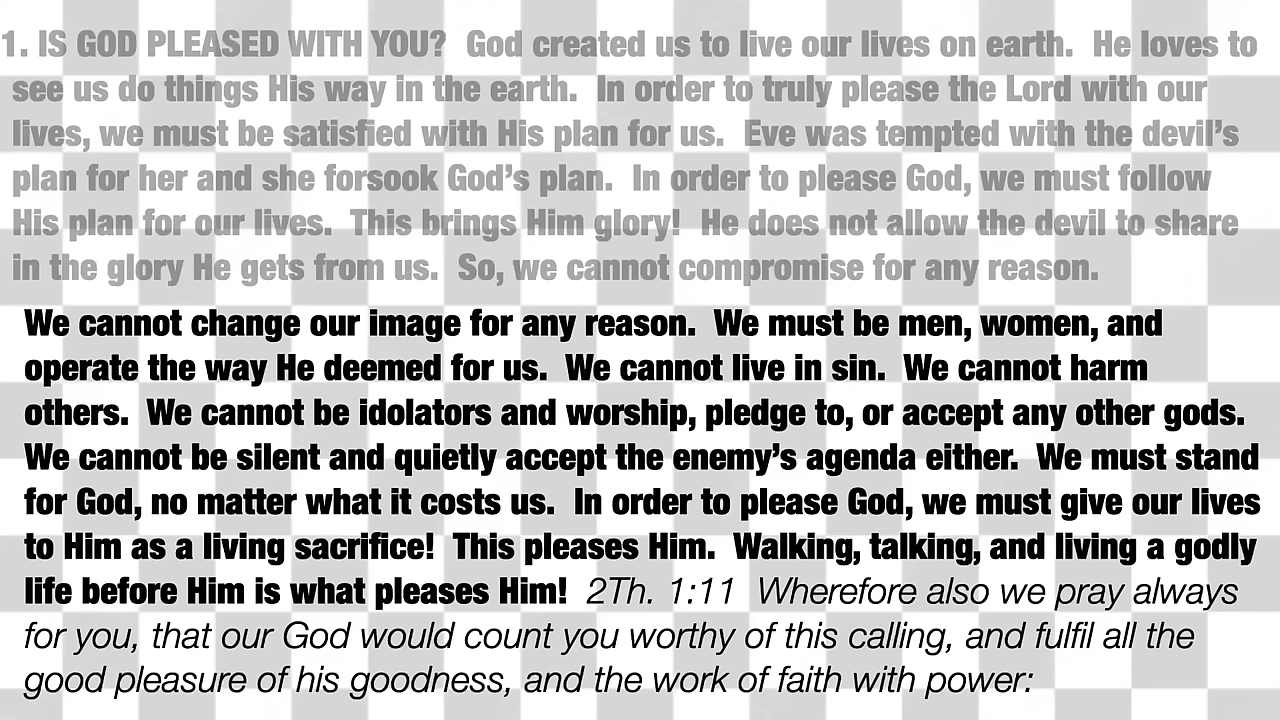 1. IS GOD PLEASED WITH YOU?  God created us to live our lives on earth.  He loves to
see us do things His way in the earth.  In order to truly please the Lord with our
lives, we must be satisfied with His plan for us.  Eve was tempted with the devil’s
plan for her and she forsook God’s plan.  In order to please God, we must follow
His plan for our lives.  This brings Him glory!  He does not allow the devil to share
in the glory He gets from us.  So, we cannot compromise for any reason.
We cannot change our image for any reason.  We must be men, women, and
operate the way He deemed for us.  We cannot live in sin.  We cannot harm
others.  We cannot be idolators and worship, pledge to, or accept any other gods.
We cannot be silent and quietly accept the enemy’s agenda either.  We must stand
for God, no matter what it costs us.  In order to please God, we must give our lives
to Him as a living sacrifice!  This pleases Him.  Walking, talking, and living a godly
life before Him is what pleases Him!  2Th. 1:11  Wherefore also we pray always
for you, that our God would count you worthy of this calling, and fulfil all the
good pleasure of his goodness, and the work of faith with power: